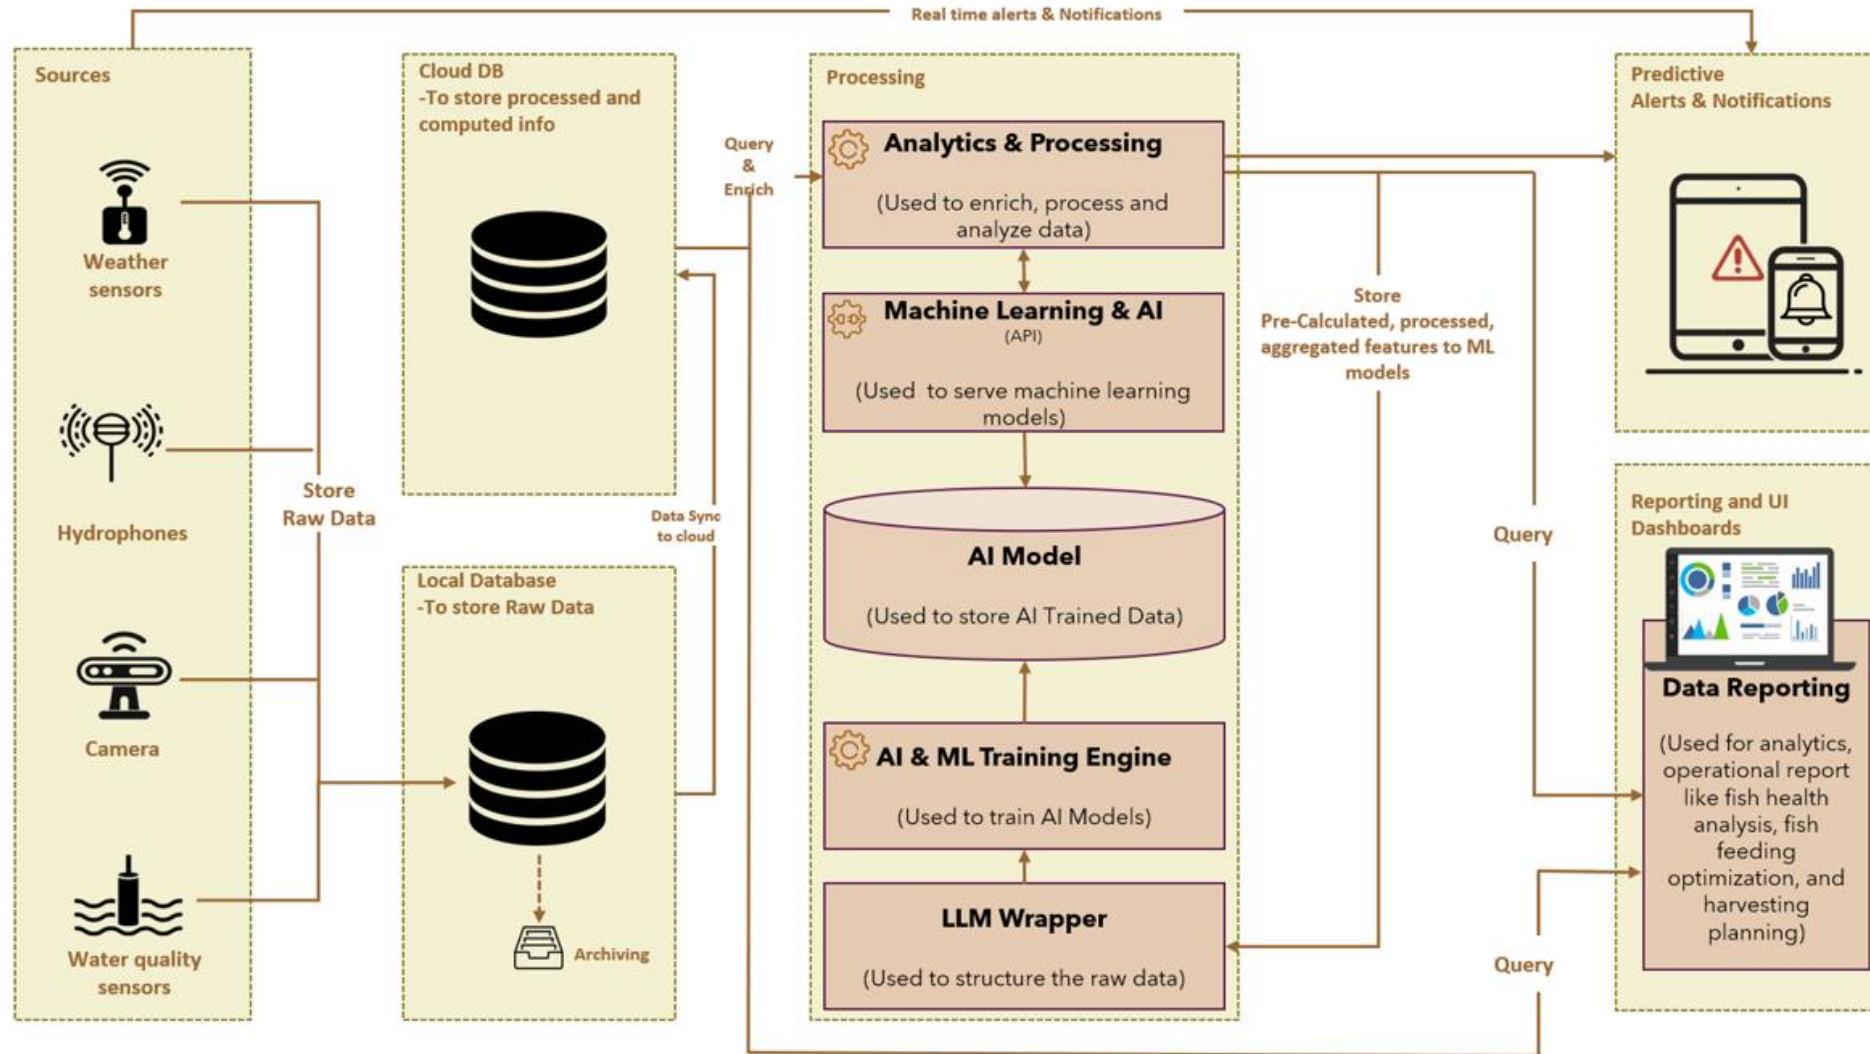 Real time alerts & Notifications
Sources
Weather
sensors
Hydrophones
Camera
Water quality
sensors
Store
Raw Data
Cloud DB
-To store processed and
computed info
Local Database
-To store Raw Data
Archiving
Data Sync
to cloud
Query
&
Enrich
Processing
Analytics & Processing
(Used to enrich, process and
analyze data)
Machine Learning & AI
(API)
(Used to serve machine learning
models)
AI Model
(Used to store AI Trained Data)
AI & ML Training Engine
(Used to train AI Models)
LLM Wrapper
(Used to structure the raw data)
Store
Pre-Calculated, processed,
aggregated features to ML
models
Query
Query
Predictive
Alerts & Notifications
Reporting and UI
Dashboards
Data Reporting
(Used for analytics,
operational report
like fish health
analysis, fish
feeding
optimization, and
harvesting
planning)